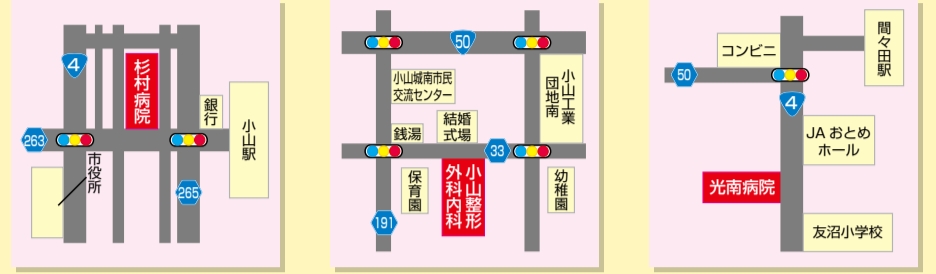 4
杉村病院
銀行
小山駅
263
市役所
265
50
小山城南市民
交流センター
小山工業
団地南
銭湯
結婚
式場
33
保育園
小山整形
外科内科
幼稚園
191
コンビニ
間々田駅
50
4
JA おとめ
ホール
光南病院
友沼小学校